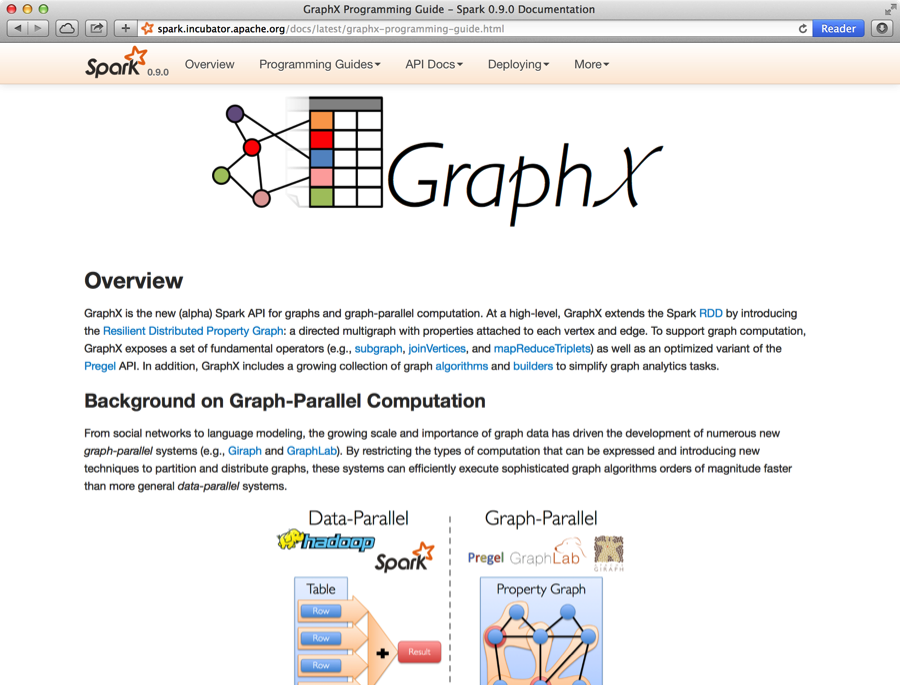 GraphX Programming Guide – Spark 0.9.0 Documentation
spark.incubator.apache.org/docs/latest/graphx-programming-guide.html
Reader
Spark 0.9.0 Overview Programming Guides API Docs Deploying More
GraphX
Overview
GraphX is the new (alpha) Spark API for graphs and graph-parallel computation. At a high-level, GraphX extends the Spark RDD by introducing
the Resilient Distributed Property Graph: a directed multigraph with properties attached to each vertex and edge. To support graph computation,
GraphX exposes a set of fundamental operators (e.g., subgraph, joinVertices, and mapReduceTriplets) as well as an optimized variant of the
Pregel API. In addition, GraphX includes a growing collection of graph algorithms and builders to simplify graph analytics tasks.
Background on Graph-Parallel Computation
From social networks to language modeling, the growing scale and importance of graph data has driven the development of numerous new
graph-parallel systems (e.g., Giraph and GraphLab). By restricting the types of computation that can be expressed and introducing new
techniques to partition and distribute graphs, these systems can efficiently execute sophisticated graph algorithms orders of magnitude faster
than more general data-parallel systems.
Data-Parallel
hadoop
Spark
Table
Row
Row
Row
Result
Graph-Parallel
Pregel GraphLab
GIRAPH
Property Graph